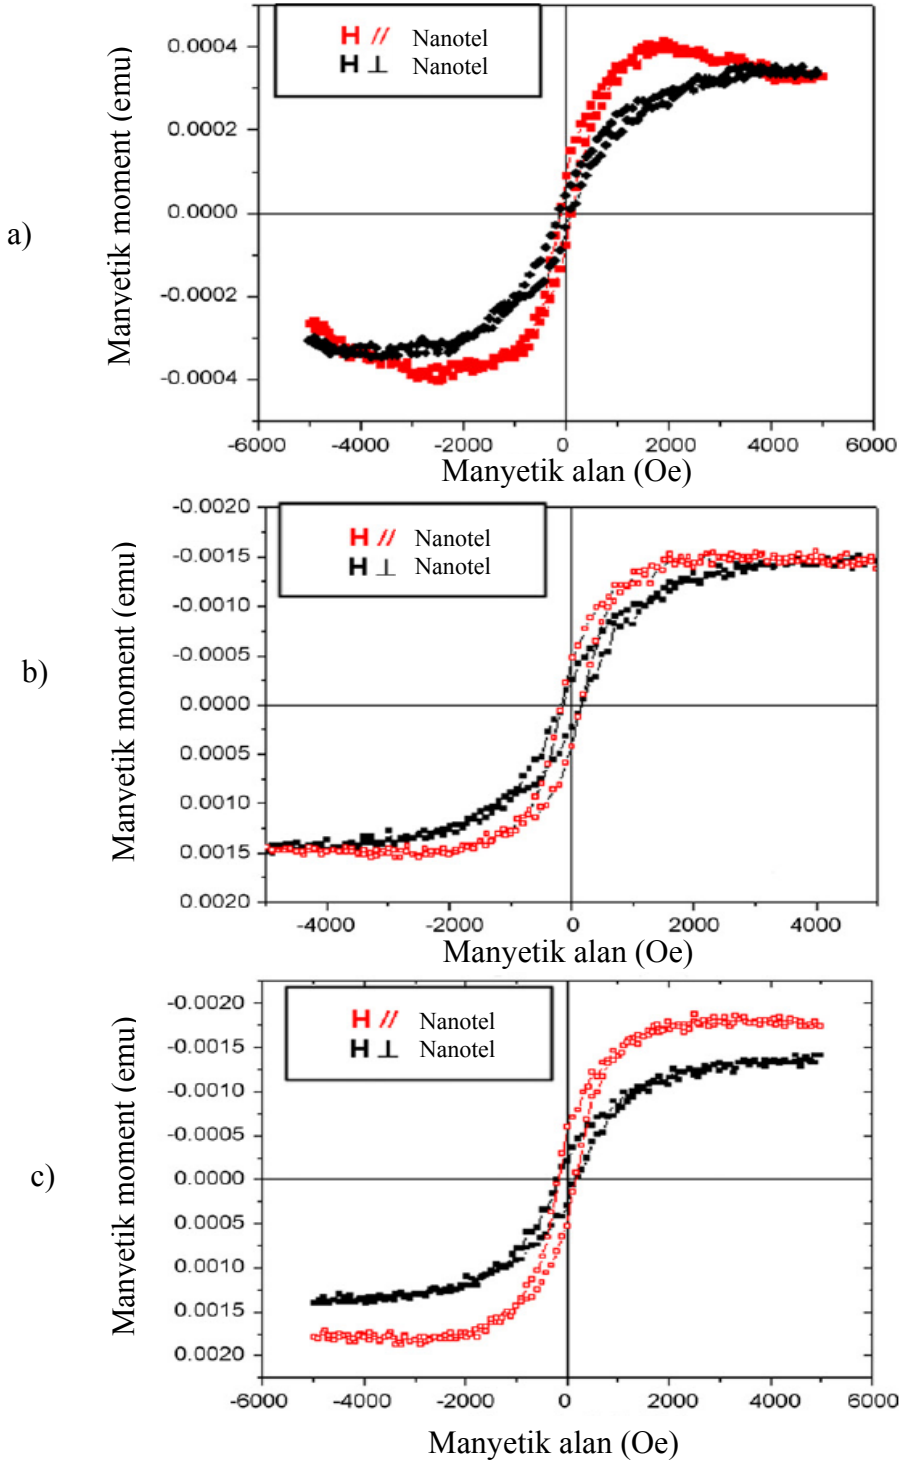 a)
Manyetik moment (emu)
H // Nanotel
H ⊥ Nanotel
0.0004
0.0002
0.0000
-0.0002
-0.0004
-6000 -4000 -2000 0 2000 4000 6000
Manyetik alan (Oe)
b)
Manyetik moment (emu)
H // Nanotel
H ⊥ Nanotel
-0.0020
-0.0015
-0.0010
-0.0005
0.0000
0.0005
0.0010
0.0015
0.0020
-4000 -2000 0 2000 4000
Manyetik alan (Oe)
c)
Manyetik moment (emu)
H // Nanotel
H ⊥ Nanotel
-0.0020
-0.0015
-0.0010
-0.0005
0.0000
0.0005
0.0010
0.0015
0.0020
-6000 -4000 -2000 0 2000 4000 6000
Manyetik alan (Oe)